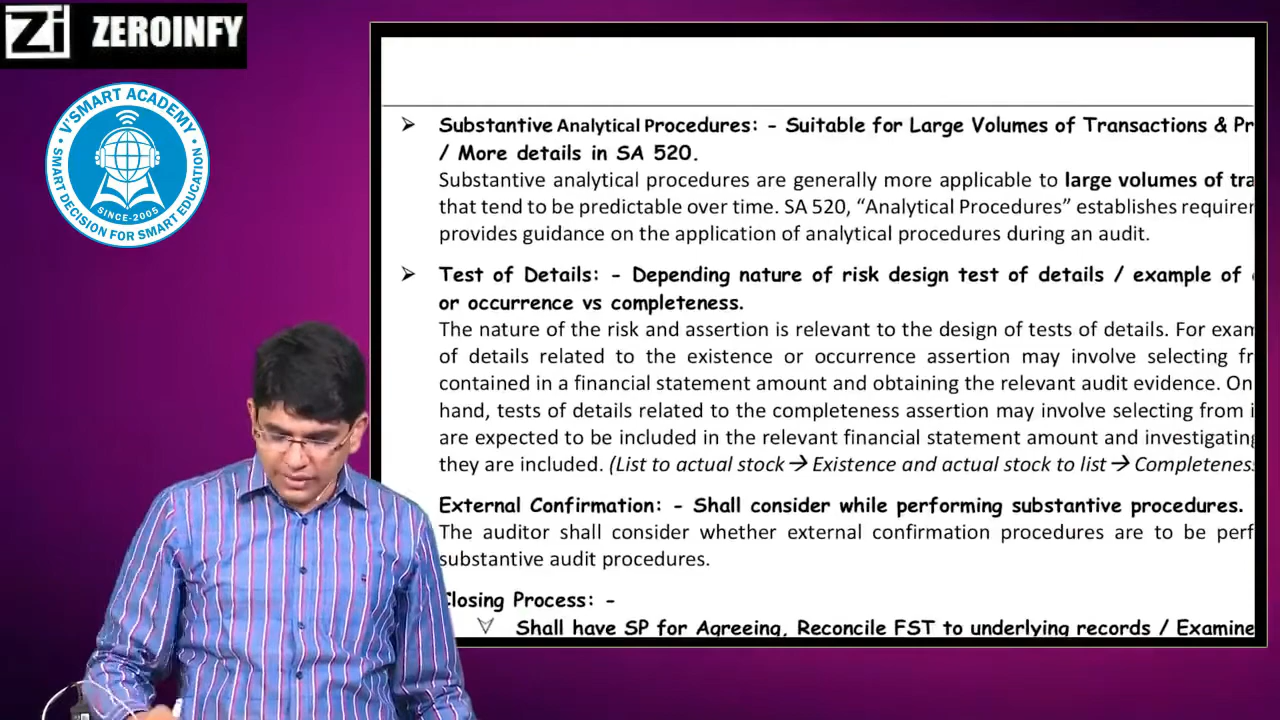 Zi ZEROINFY
V'SMART ACADEMY
SINCE-2005
SMART DECISION FOR SMART EDUCATION
➢ Substantive Analytical Procedures: - Suitable for Large Volumes of Transactions & Pr
/ More details in SA 520.
Substantive analytical procedures are generally more applicable to large volumes of tra
that tend to be predictable over time. SA 520, “Analytical Procedures” establishes requirer
provides guidance on the application of analytical procedures during an audit.
➢ Test of Details: - Depending nature of risk design test of details / example of
or occurrence vs completeness.
The nature of the risk and assertion is relevant to the design of tests of details. For exam
of details related to the existence or occurrence assertion may involve selecting fr
contained in a financial statement amount and obtaining the relevant audit evidence. On
hand, tests of details related to the completeness assertion may involve selecting from i
are expected to be included in the relevant financial statement amount and investigating
they are included. (List to actual stock→ Existence and actual stock to list→ Completenes
External Confirmation: - Shall consider while performing substantive procedures.
The auditor shall consider whether external confirmation procedures are to be perf
substantive audit procedures.
Closing Process: -
Shall have SP for Agreeing, Reconcile FST to underlying records / Examine